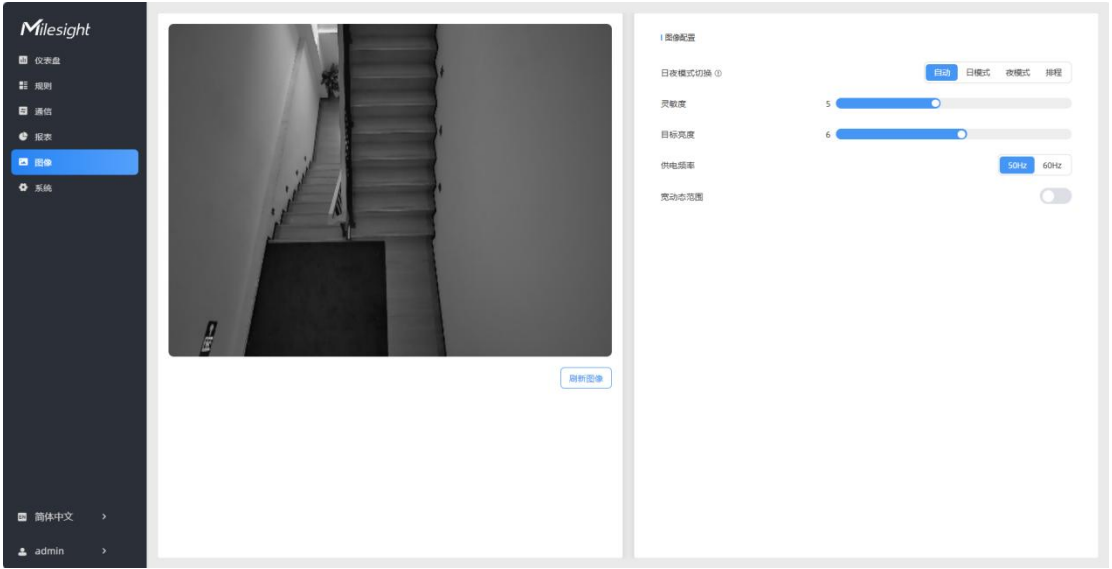 Milesight
仪表盘
规则
通信
报表
图像
系统
简体中文
admin
刷新图像
图像配置
日夜模式切换
自动 日模式 夜模式 排程
灵敏度 5
目标亮度 6
供电频率 50Hz 60Hz
宽动态范围